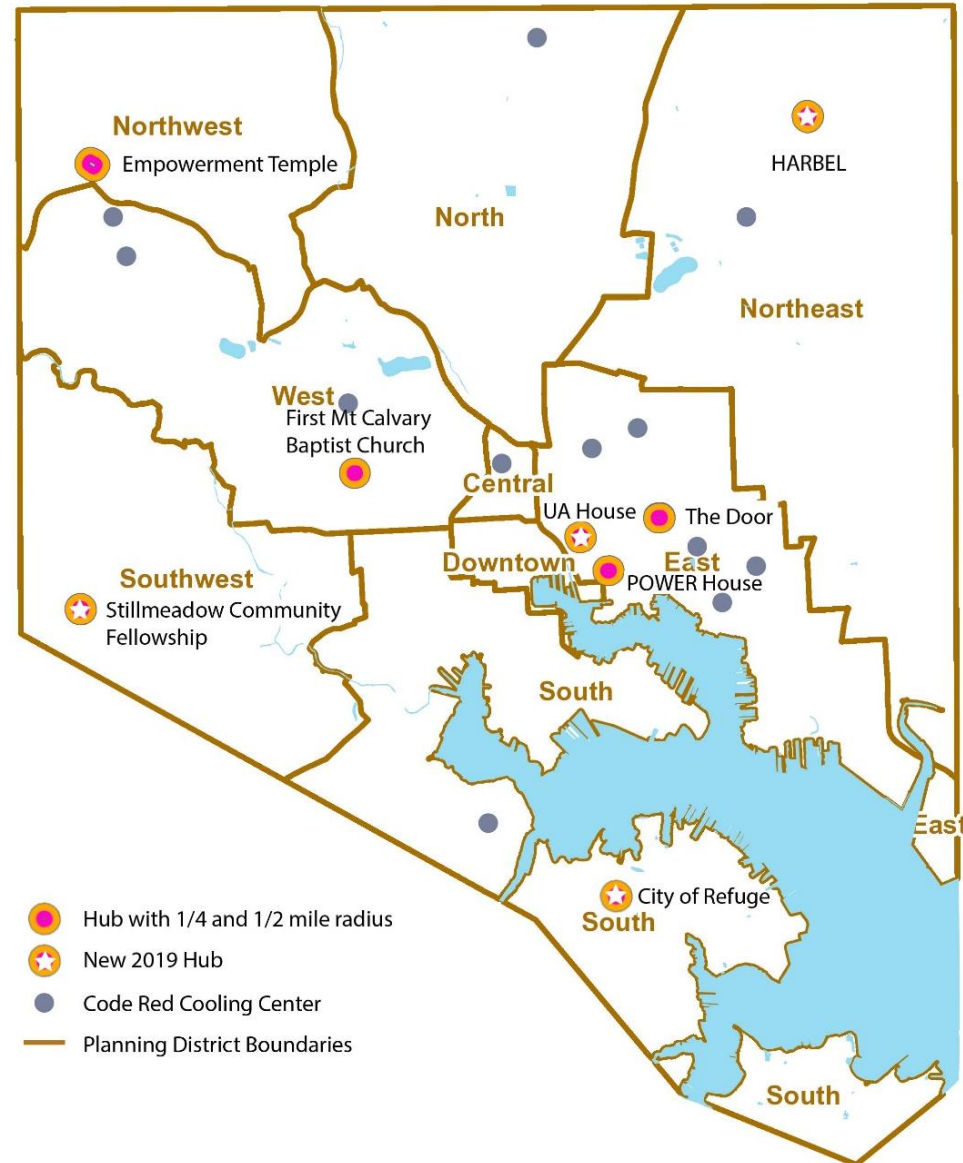 Northwest
Empowerment Temple
HARBEL
North
Northeast
West
First Mt Calvary
Baptist Church
Central
UA House
The Door
Downtown
East
POWER House
Southwest
Stillmeadow Community
Fellowship
South
East
City of Refuge
South
South
Hub with 1/4 and 1/2 mile radius
New 2019 Hub
Code Red Cooling Center
Planning District Boundaries